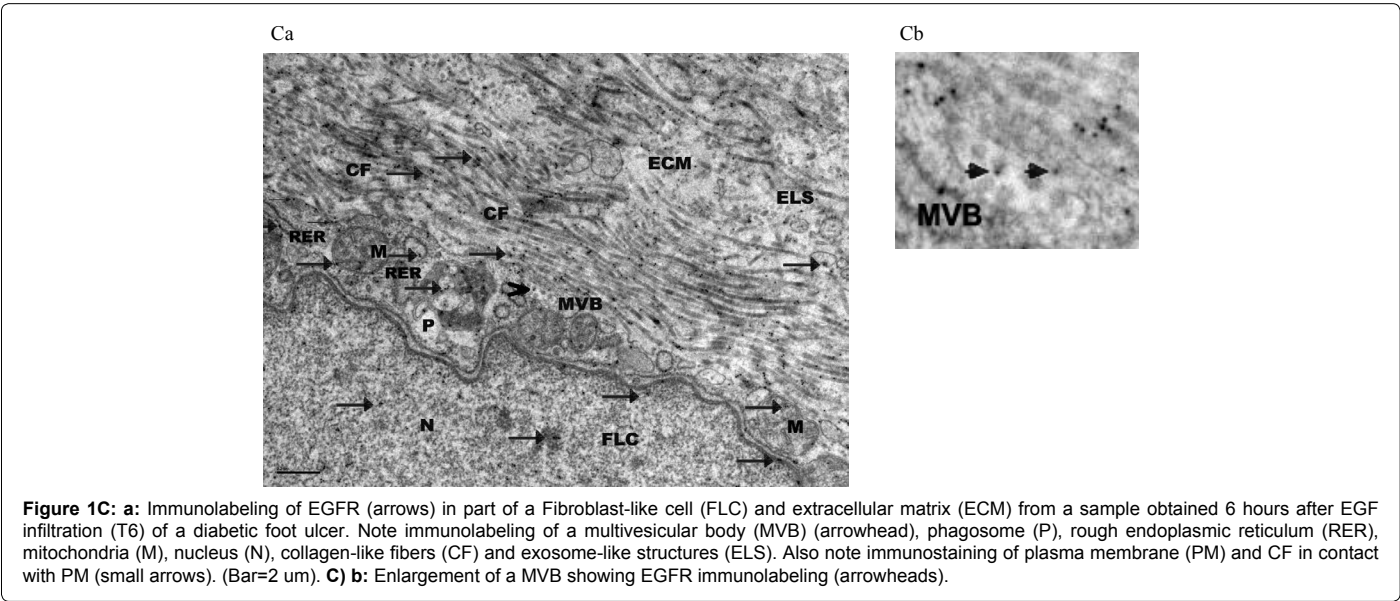 Ca
Cb
CF
ECM
CF
ELS
RER
M
RER
MVB
P
N
FLC
M
MVB
Figure 1C: a: Immunolabeling of EGFR (arrows) in part of a Fibroblast-like cell (FLC) and extracellular matrix (ECM) from a sample obtained 6 hours after EGF
infiltration (T6) of a diabetic foot ulcer. Note immunolabeling of a multivesicular body (MVB) (arrowhead), phagosome (P), rough endoplasmic reticulum (RER),
mitochondria (M), nucleus (N), collagen-like fibers (CF) and exosome-like structures (ELS). Also note immunostaining of plasma membrane (PM) and CF in contact
with PM (small arrows). (Bar=2 um). C) b: Enlargement of a MVB showing EGFR immunolabeling (arrowheads).